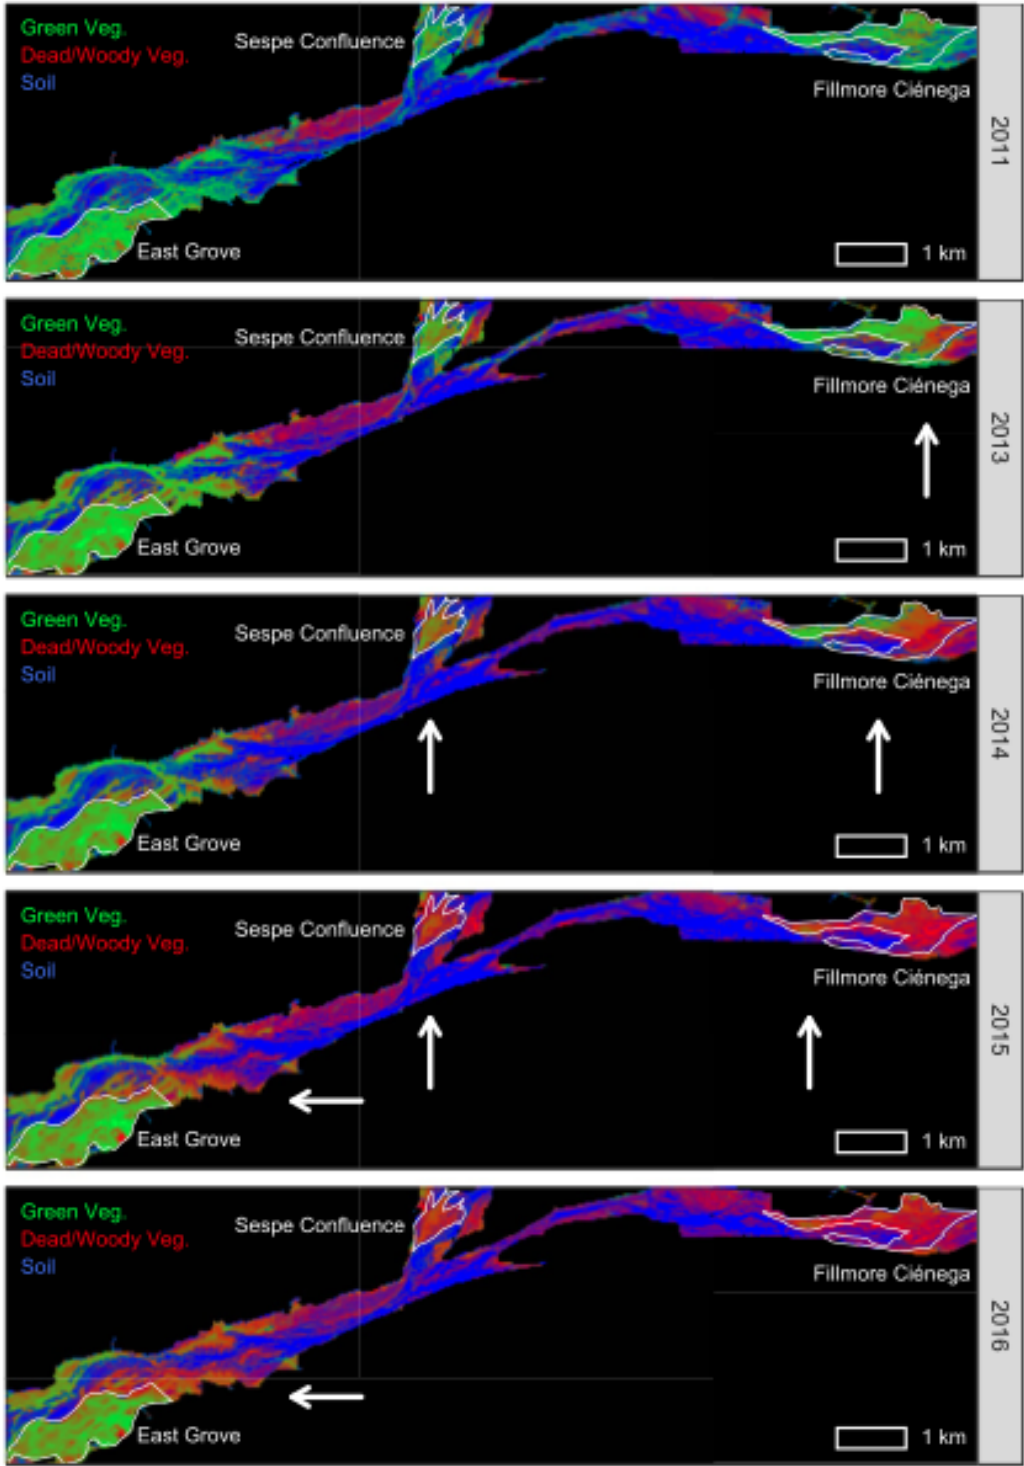 Green Veg.
Dead/Woody Veg.
Soil
Sespe Confluence
Fillmore Ciénega
East Grove
1 km
2011
Green Veg.
Dead/Woody Veg.
Soil
Sespe Confluence
Fillmore Ciénega
East Grove
1 km
2013
Green Veg.
Dead/Woody Veg.
Soil
Sespe Confluence
Fillmore Ciénega
East Grove
1 km
2014
Green Veg.
Dead/Woody Veg.
Soil
Sespe Confluence
Fillmore Ciénega
East Grove
1 km
2015
Green Veg.
Dead/Woody Veg.
Soil
Sespe Confluence
Fillmore Ciénega
East Grove
1 km
2016